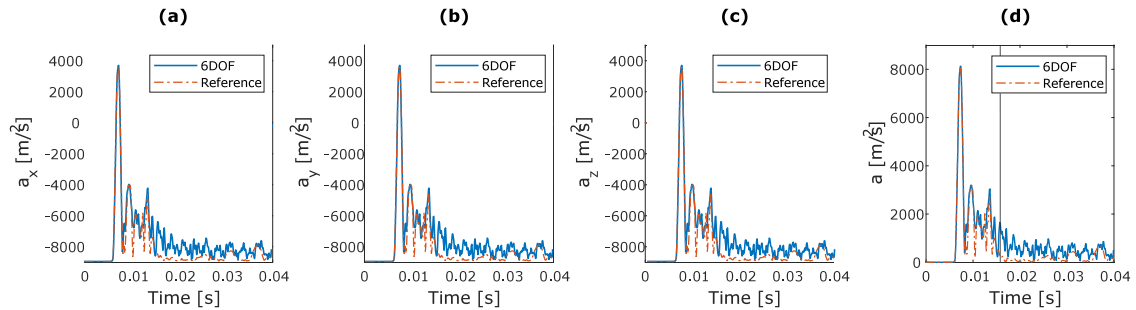 (a)
4000
2000
0
-2000
-4000
-6000
-8000
a_x [m/s²]
6DOF
Reference
0 0.01 0.02 0.03 0.04
Time [s]
(b)
4000
2000
0
-2000
-4000
-6000
-8000
a_y [m/s²]
6DOF
Reference
0 0.01 0.02 0.03 0.04
Time [s]
(c)
4000
2000
0
-2000
-4000
-6000
-8000
a_z [m/s²]
6DOF
Reference
0 0.01 0.02 0.03 0.04
Time [s]
(d)
8000
6000
4000
2000
0
a [m/s²]
6DOF
Reference
0 0.01 0.02 0.03 0.04
Time [s]